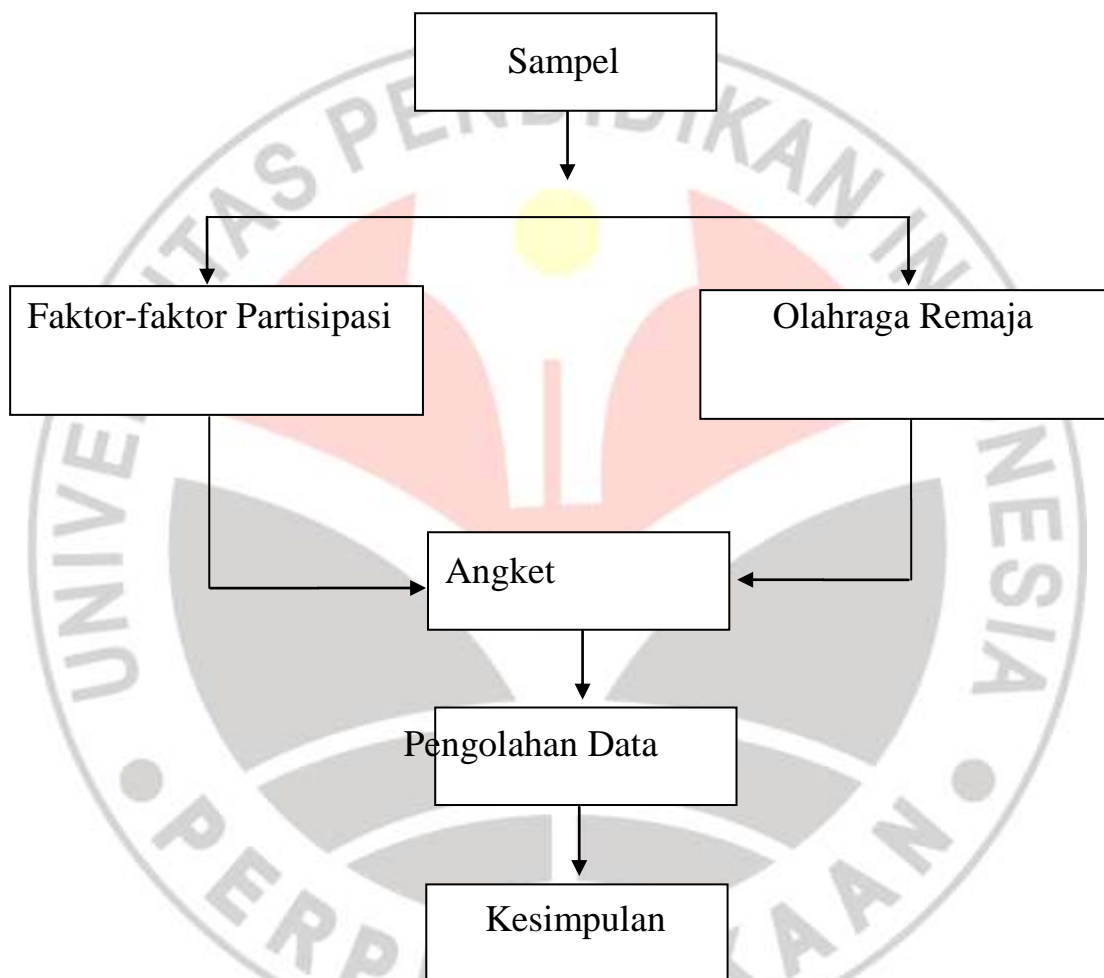 Sampel
Faktor-faktor Partisipasi
Olahraga Remaja
Angket
Pengolahan Data
Kesimpulan